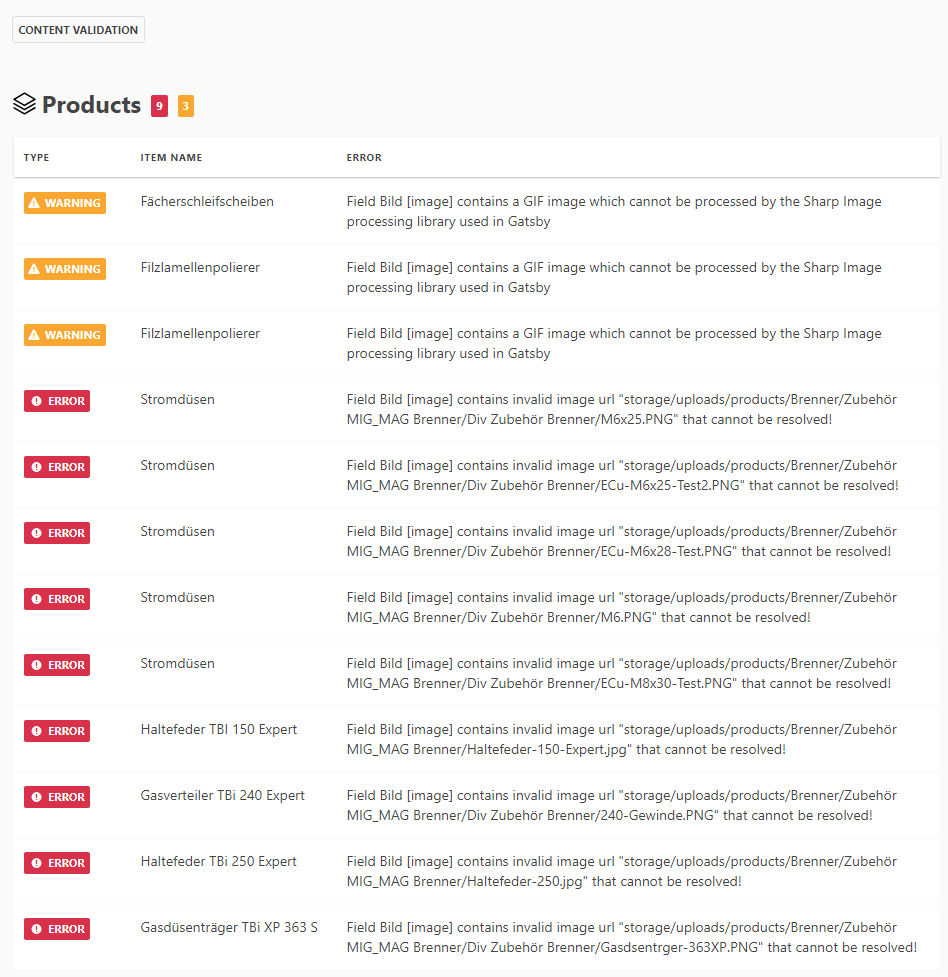 CONTENT VALIDATION
Products 9 3
TYPE ITEM NAME ERROR
WARNING Fächerschleifscheiben Field Bild [image] contains a GIF image which cannot be processed by the Sharp Image
processing library used in Gatsby
WARNING Filzlamellenpolierer Field Bild [image] contains a GIF image which cannot be processed by the Sharp Image
processing library used in Gatsby
WARNING Filzlamellenpolierer Field Bild [image] contains a GIF image which cannot be processed by the Sharp Image
processing library used in Gatsby
ERROR Stromdüsen Field Bild [image] contains invalid image url "storage/uploads/products/Brenner/Zubehör
MIG_MAG Brenner/Div Zubehör Brenner/M6x25.PNG" that cannot be resolved!
ERROR Stromdüsen Field Bild [image] contains invalid image url "storage/uploads/products/Brenner/Zubehör
MIG_MAG Brenner/Div Zubehör Brenner/ECu-M6x25-Test2.PNG" that cannot be resolved!
ERROR Stromdüsen Field Bild [image] contains invalid image url "storage/uploads/products/Brenner/Zubehör
MIG_MAG Brenner/Div Zubehör Brenner/ECu-M6x28-Test.PNG" that cannot be resolved!
ERROR Stromdüsen Field Bild [image] contains invalid image url "storage/uploads/products/Brenner/Zubehör
MIG_MAG Brenner/Div Zubehör Brenner/M6.PNG" that cannot be resolved!
ERROR Stromdüsen Field Bild [image] contains invalid image url "storage/uploads/products/Brenner/Zubehör
MIG_MAG Brenner/Div Zubehör Brenner/ECu-M8x30-Test.PNG" that cannot be resolved!
ERROR Haltefeder TBI 150 Expert Field Bild [image] contains invalid image url "storage/uploads/products/Brenner/Zubehör
MIG_MAG Brenner/Haltefeder-150-Expert.jpg" that cannot be resolved!
ERROR Gasverteiler TBi 240 Expert Field Bild [image] contains invalid image url "storage/uploads/products/Brenner/Zubehör
MIG_MAG Brenner/Div Zubehör Brenner/240-Gewinde.PNG" that cannot be resolved!
ERROR Haltefeder TBi 250 Expert Field Bild [image] contains invalid image url "storage/uploads/products/Brenner/Zubehör
MIG_MAG Brenner/Haltefeder-250.jpg" that cannot be resolved!
ERROR Gasdüsenträger TBi XP 363 S Field Bild [image] contains invalid image url "storage/uploads/products/Brenner/Zubehör
MIG_MAG Brenner/Div Zubehör Brenner/Gasdsentrger-363XP.PNG" that cannot be resolved!